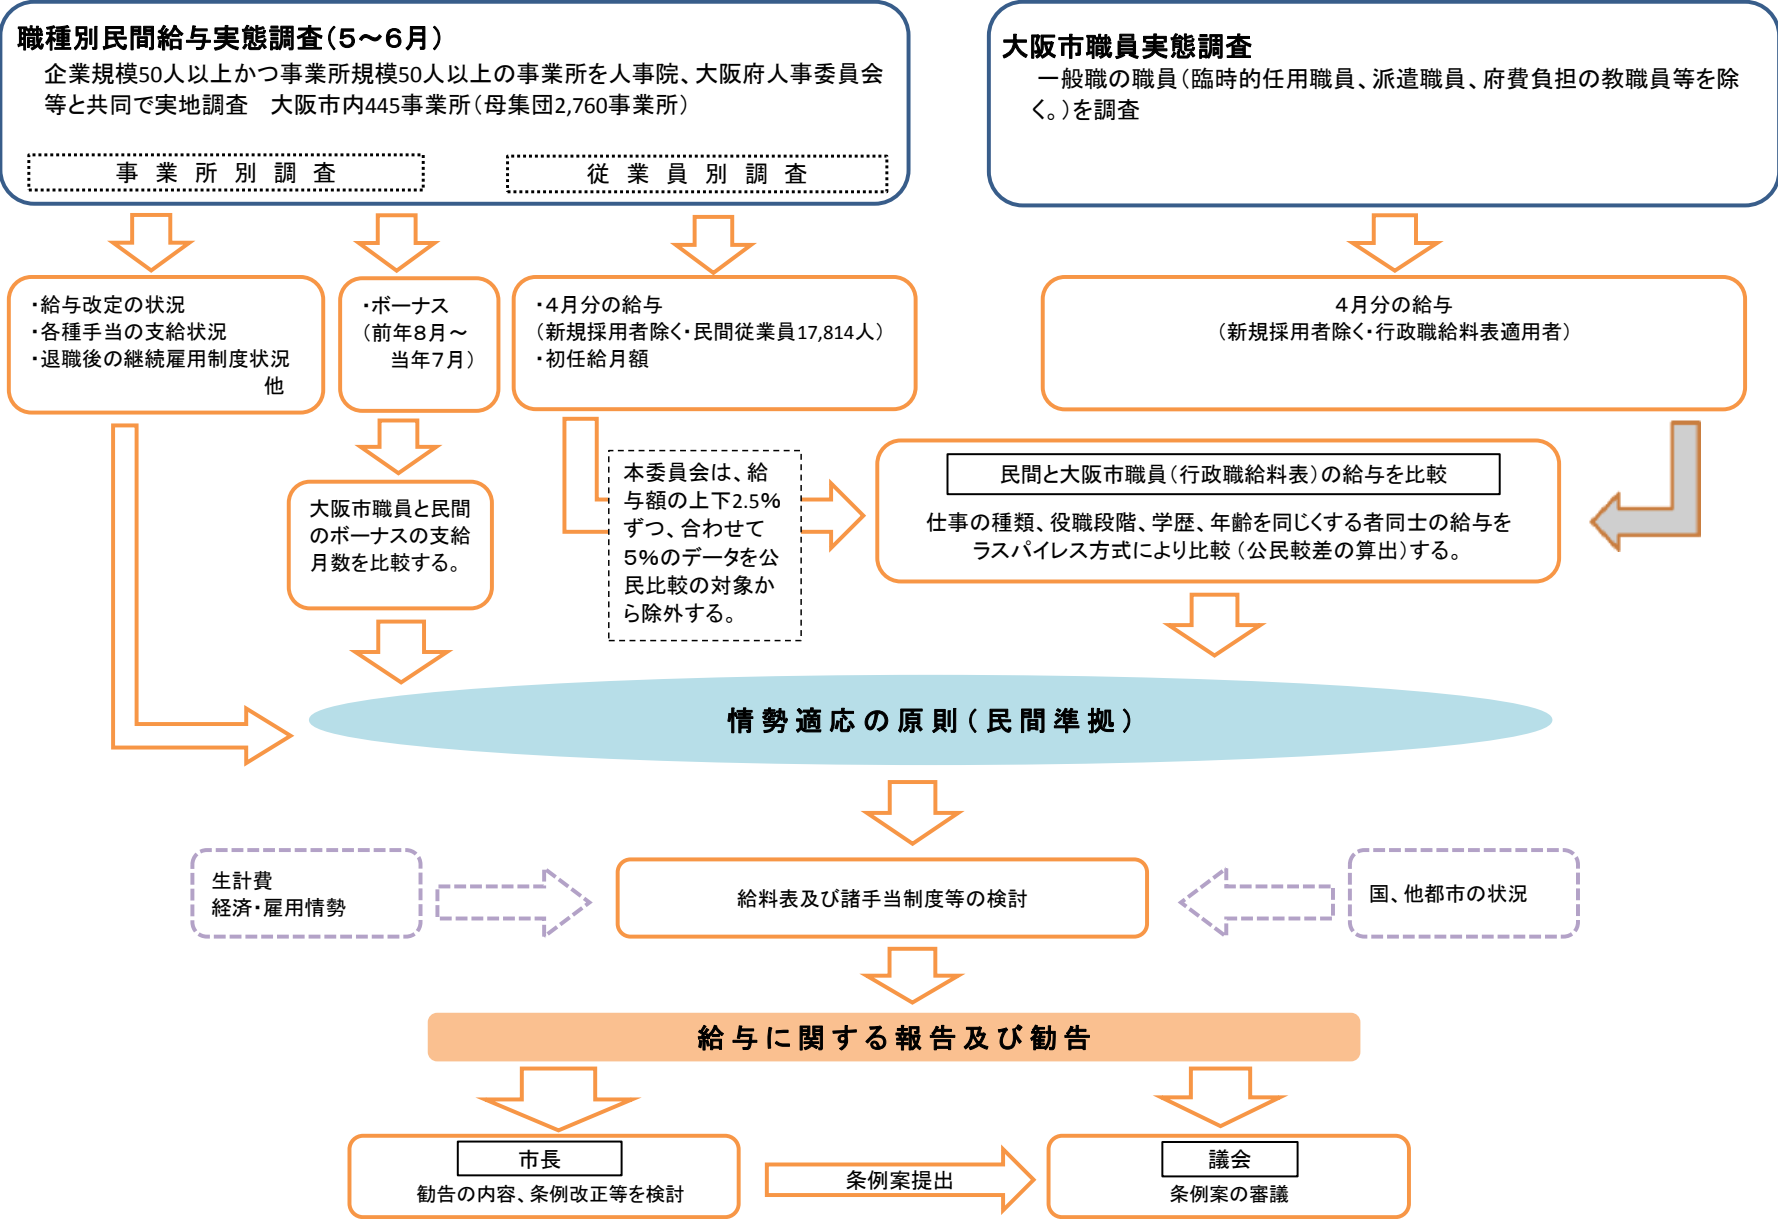 職種別民間給与実態調査（５～６月）
企業規模50人以上かつ事業所規模50人以上の事業所を人事院、大阪府人事委員会
等と共同で実地調査　大阪市内445事業所（母集団2,760事業所）
事業所別調査
従業員別調査
大阪市職員実態調査
一般職の職員（臨時的任用職員、派遣職員、府費負担の教職員等を除
く。）を調査
・給与改定の状況
・各種手当の支給状況
・退職後の継続雇用制度状況
他
・ボーナス
（前年８月～
当年７月）
・４月分の給与
（新規採用者除く・民間従業員17,814人）
・初任給月額
４月分の給与
（新規採用者除く・行政職給料表適用者）
大阪市職員と民間
のボーナスの支給
月数を比較する。
本委員会は、給
与額の上下2.5％
ずつ、合わせて
５％のデータを公
民比較の対象か
ら除外する。
民間と大阪市職員（行政職給料表）の給与を比較
仕事の種類、役職段階、学歴、年齢を同じくする者同士の給与を
ラスパイレス方式により比較（公民較差の算出）する。
情勢適応の原則（民間準拠）
生計費
経済・雇用情勢
給料表及び諸手当制度等の検討
国、他都市の状況
給与に関する報告及び勧告
市長
勧告の内容、条例改正等を検討
条例案提出
議会
条例案の審議